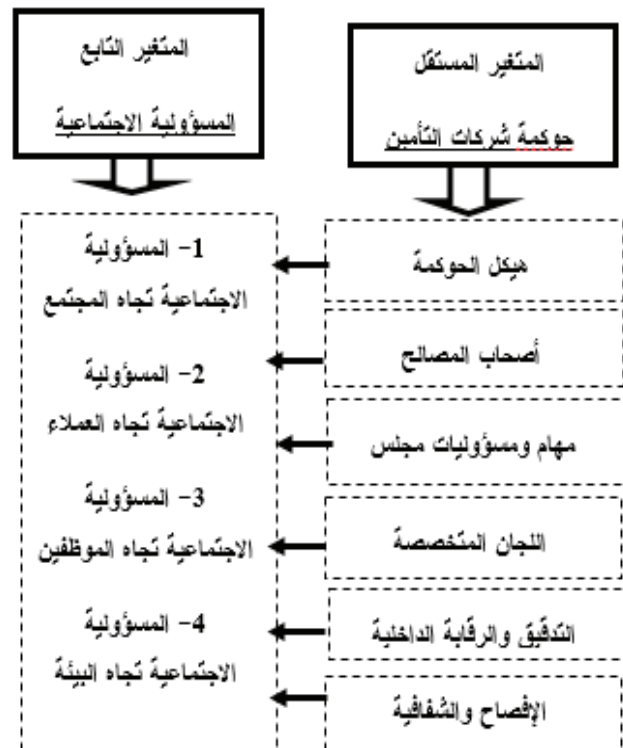 المتغير المستقل
حوكمة شركات التأمين
هيكل الحوكمة
أصحاب المصالح
مهام ومسؤوليات مجلس
اللجان المتخصصة
التدقيق والرقابة الداخلية
الإفصاح والشفافية
المتغير التابع
المسؤولية الاجتماعية
1- المسؤولية
الاجتماعية تجاه المجتمع
2- المسؤولية
الاجتماعية تجاه العملاء
3- المسؤولية
الاجتماعية تجاه الموظفين
4- المسؤولية
الاجتماعية تجاه البيئة